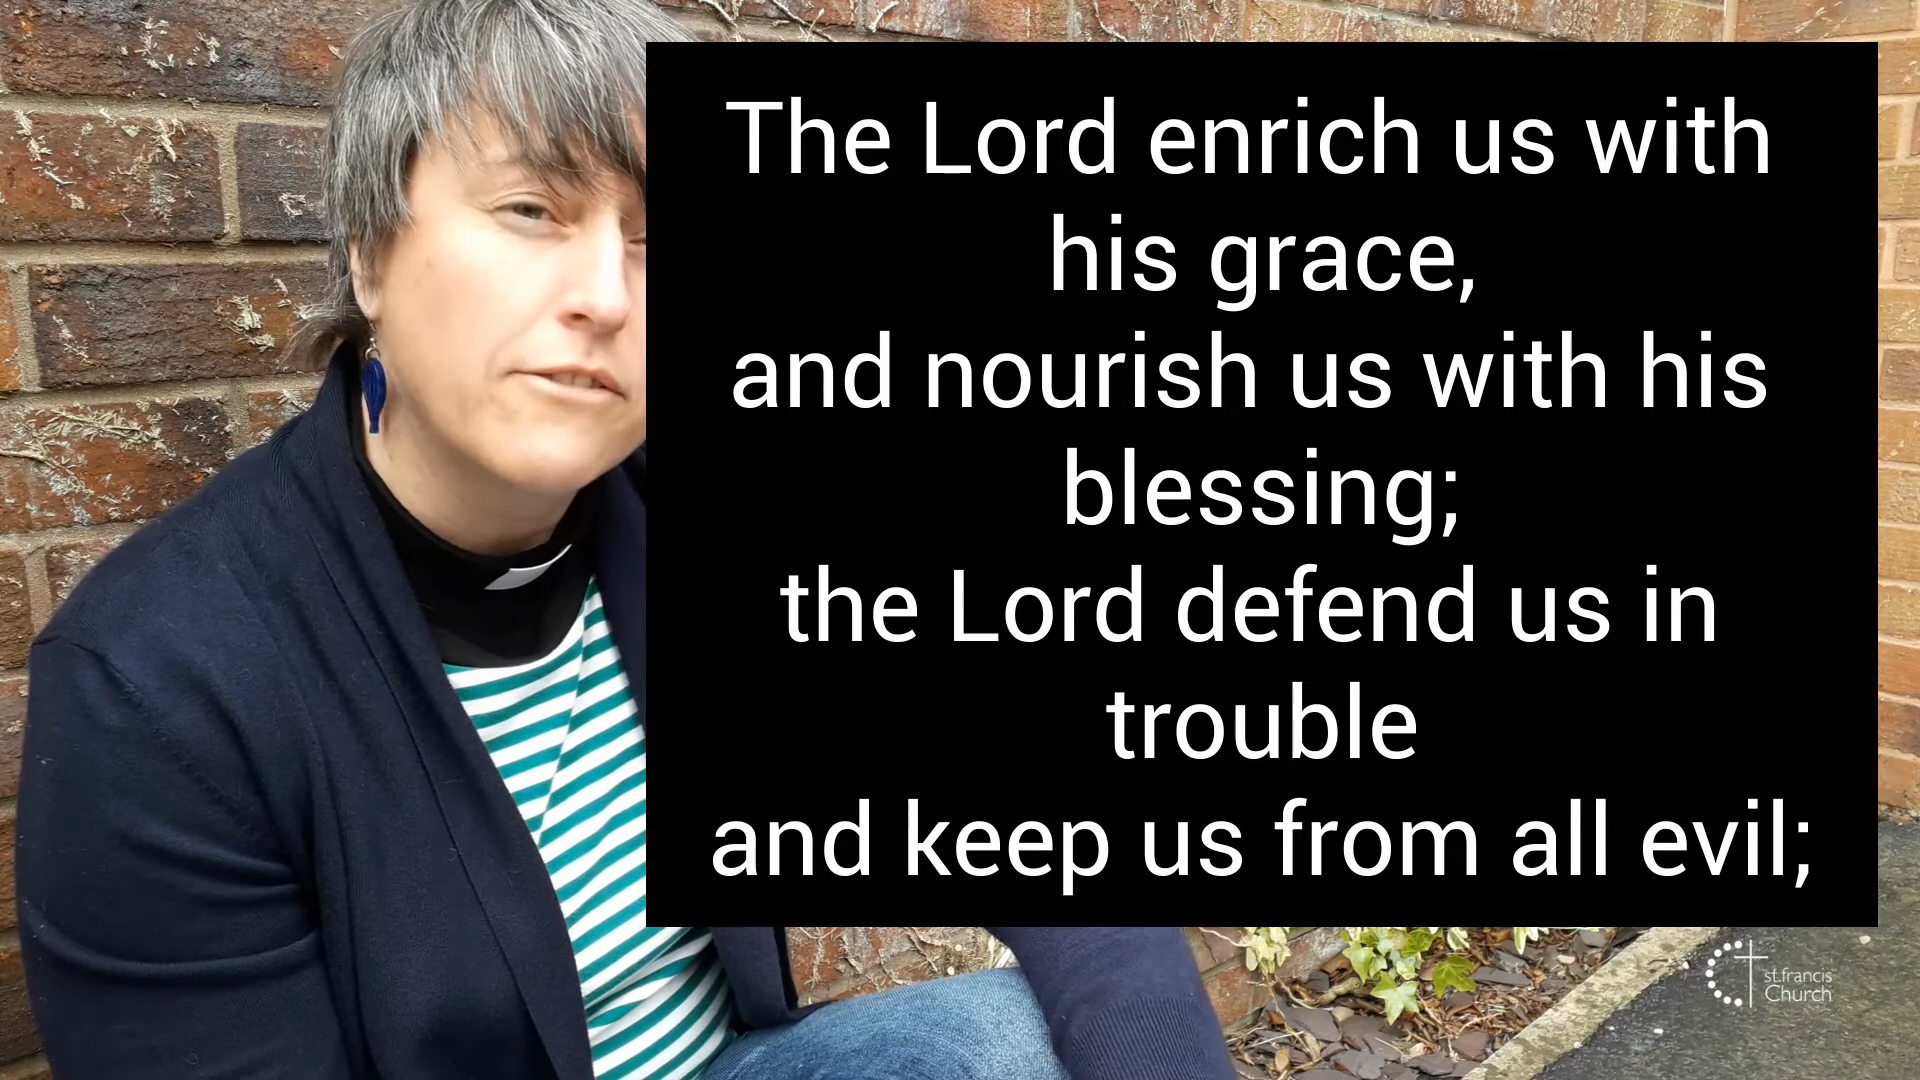 The Lord enrich us with
his grace,
and nourish us with his
blessing;
the Lord defend us in
trouble
and keep us from all evil;
st.francis
Church